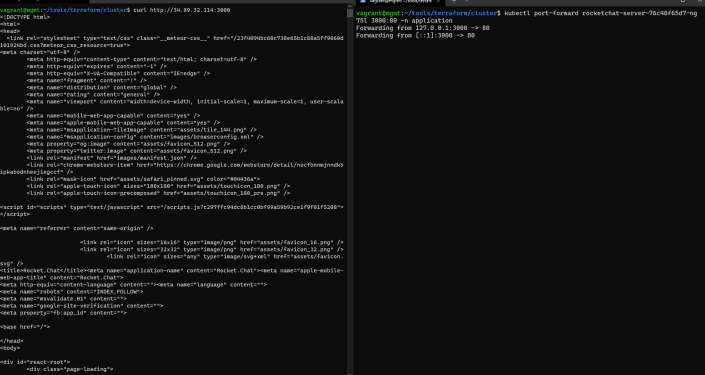 vagrant@mgmt:~/tools/terraform/cluster$ curl http://34.89.32.114:3000
<!DOCTYPE html>
<html>
<head>
<link rel="stylesheet" type="text/css" class="__meteor-css__" href="/23f4094bc68c738e65b1c88a5ff9060d
?meteor_css_resource=true">
<meta charset="utf-8" />
<meta http-equiv="content-type" content="text/html; charset=utf-8" />
<meta http-equiv="expires" content="-1" />
<meta http-equiv="X-UA-Compatible" content="IE=edge" />
<meta name="fragment" content="!" />
<meta name="distribution" content="global" />
<meta name="rating" content="general" />
<meta name="viewport" content="width=device-width, initial-scale=1, maximum-scale=1, user-scala
ble=no" />
<meta name="mobile-web-app-capable" content="yes" />
<meta name="apple-mobile-web-app-capable" content="yes" />
<meta name="msapplication-TileImage" content="assets/tile_144.png" />
<meta name="msapplication-config" content="images/browserconfig.xml" />
<meta property="og:image" content="assets/favicon_512.png" />
<meta property="twitter:image" content="assets/favicon_512.png" />
<link rel="manifest" href="images/manifest.json" />
<link rel="chrome-webstore-item" href="https://chrome.google.com/webstore/detail/nocfbnnmjnndkb
ipkabodnheejiegccf" />
<link rel="mask-icon" href="assets/safari_pinned.svg" color="#04436a">
<link rel="apple-touch-icon" sizes="180x180" href="assets/touchicon_180.png" />
<link rel="apple-touch-icon-precomposed" href="assets/touchicon_180_pre.png" />
<script id="scripts" type="text/javascript" src="/scripts.js?c297ffc94dc8b1cc0bf99a59b92ce1f9f01f5208">
</script>
<meta name="referrer" content="same-origin" />
<link rel="icon" sizes="16x16" type="image/png" href="assets/favicon_16.png" />
<link rel="icon" sizes="32x32" type="image/png" href="assets/favicon_32.png" />
<link rel="icon" sizes="any" type="image/svg+xml" href="assets/favicon.
svg" />
<title>Rocket.Chat</title><meta name="application-name" content="Rocket.Chat"><meta name="apple-mobile-
web-app-title" content="Rocket.Chat">
<meta http-equiv="content-language" content=""><meta name="language" content="">
<meta name="robots" content="INDEX,FOLLOW">
<meta name="msvalidate.01" content="">
<meta name="google-site-verification" content="">
<meta property="fb:app_id" content="">
<base href="/">
</head>
<body>
<div id="react-root">
<div class="page-loading">
vagrant@mgmt:~/tools/terraform/cluster$ kubectl port-forward rocketchat-server-76c48f65d7-ng
75l 3000:80 -n application
Forwarding from 127.0.0.1:3000 -> 80
Forwarding from [::1]:3000 -> 80